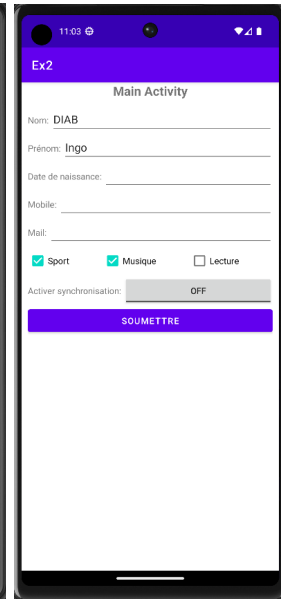 11:03
Ex2
Main Activity
Nom: DIAB
Prénom: Ingo
Date de naissance:
Mobile:
Mail:
Sport Musique Lecture
Activer synchronisation: OFF
SOUMETTRE